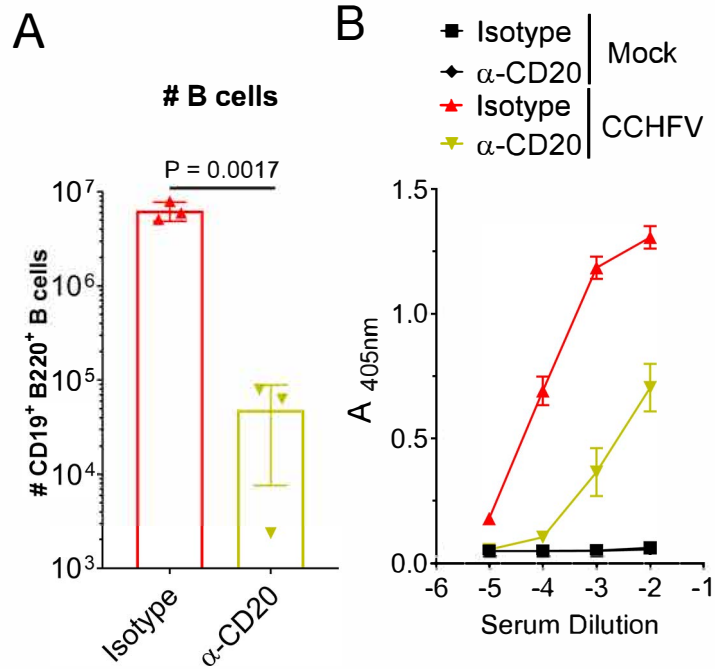 A
# B cells
P = 0.0017
# CD19⁺ B220⁺ B cells
10⁷
10⁶
10⁵
10⁴
10³
Isotype
α-CD20
B
Isotype
α-CD20
Mock
Isotype
α-CD20
CCHFV
A 405nm
1.5
1.0
0.5
0.0
-6 -5 -4 -3 -2 -1
Serum Dilution